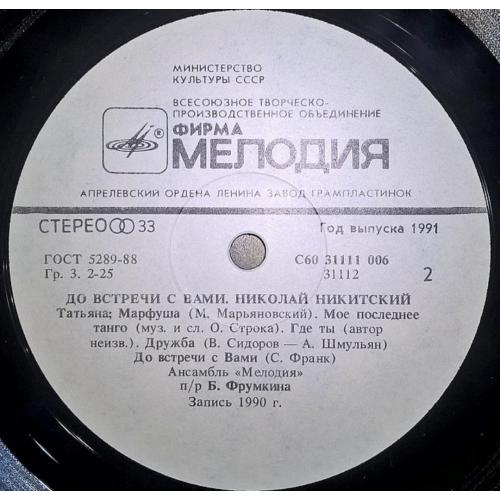 МИНИСТЕРСТВО
КУЛЬТУРЫ СССР
ВСЕСОЮЗНОЕ ТВОРЧЕСКО-
ПРОИЗВОДСТВЕННОЕ ОБЪЕДИНЕНИЕ
® ФИРМА
МЕЛОДИЯ
АПРЕЛЕВСКИЙ ОРДЕНА ЛЕНИНА ЗАВОД ГРАМПЛАСТИНОК
СТЕРЕО 33
Год выпуска 1991
ГОСТ 5289-88
С60 31111 006
Гр. 3. 2-25
31112
2
ДО ВСТРЕЧИ С ВАМИ. НИКОЛАЙ НИКИТСКИЙ
Татьяна; Марфуша (М. Марьяновский). Мое последнее
танго (муз. и сл. О. Строка). Где ты (автор
неизв.). Дружба (В. Сидоров — А. Шмульян)
До встречи с Вами (С. Франк)
Ансамбль «Мелодия»
п/р Б. Фрумкина
Запись 1990 г.